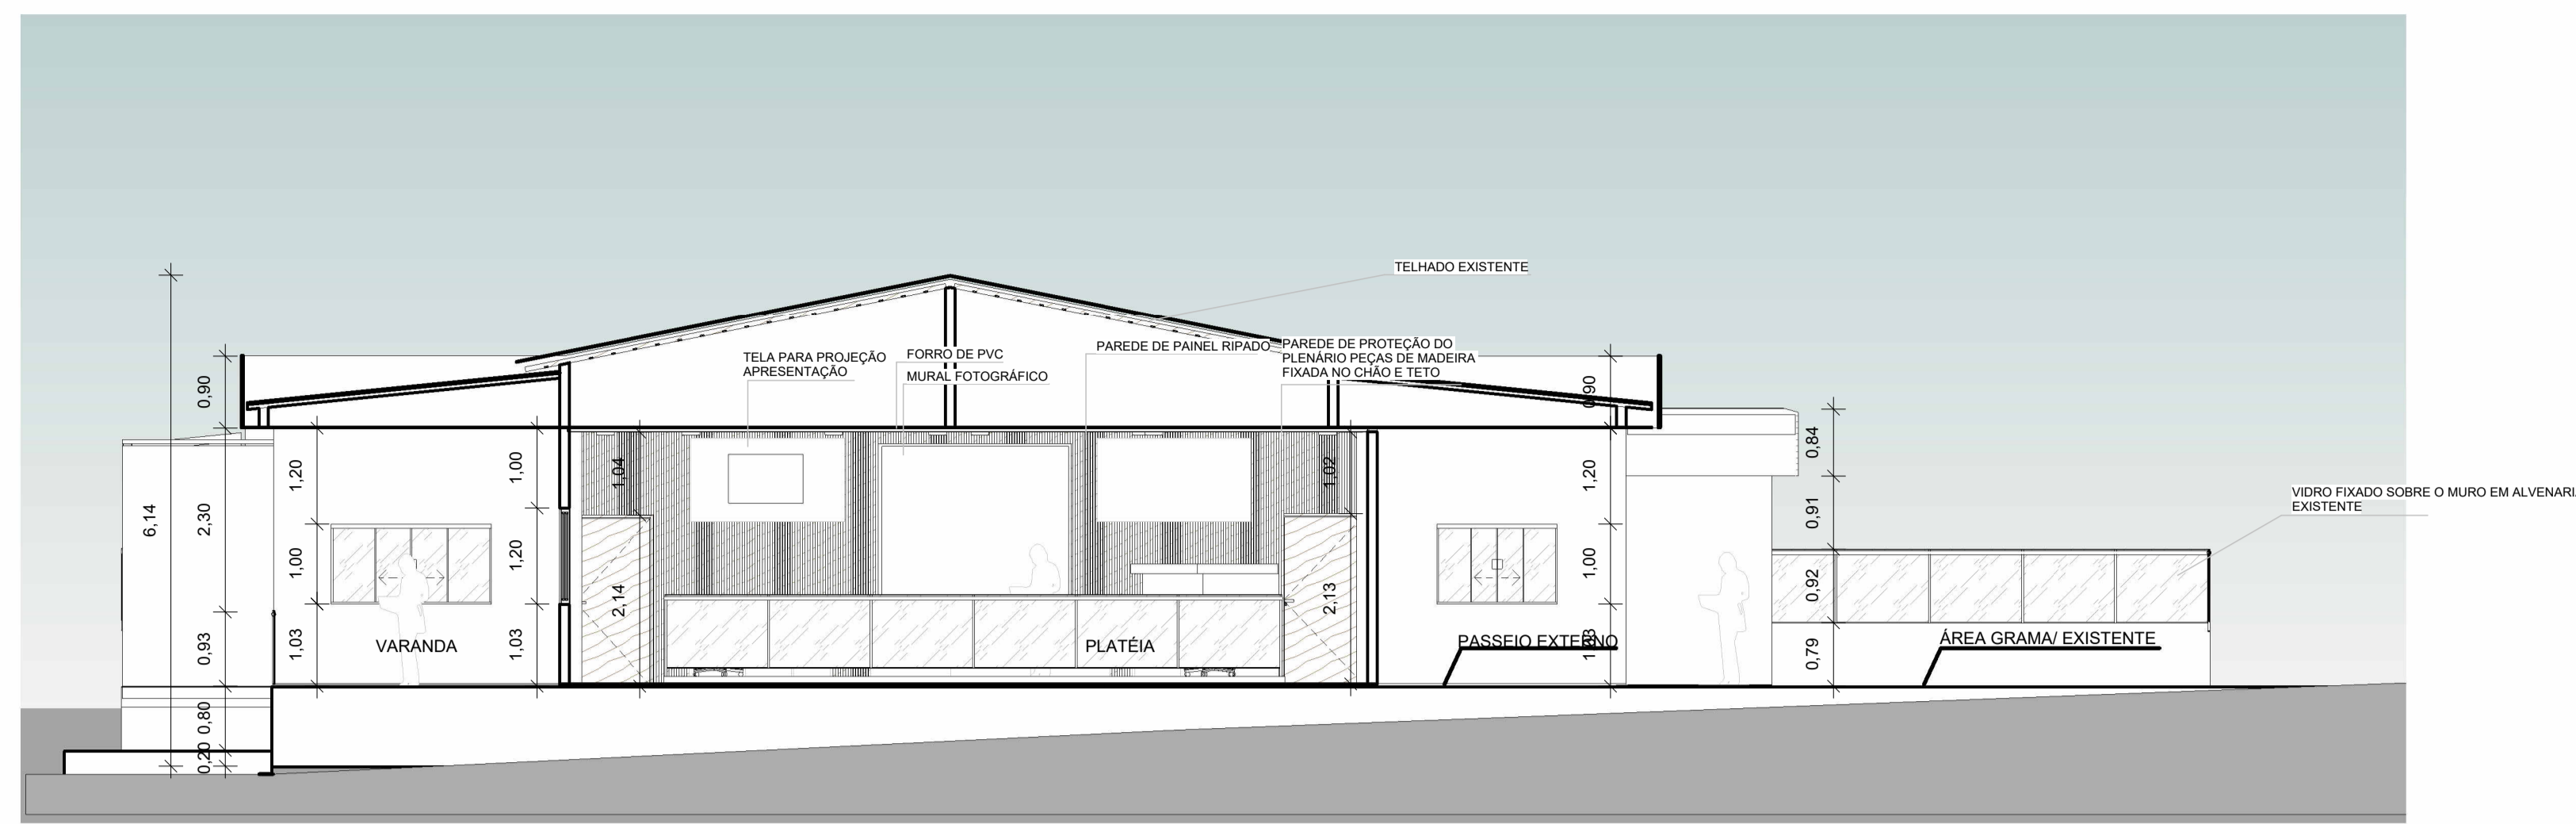 TELHADO EXISTENTE
TELA PARA PROJEÇÃO
APRESENTAÇÃO
FORRO DE PVC
MURAL FOTOGRÁFICO
PAREDE DE PAINEL RIPADO
PAREDE DE PROTEÇÃO DO
PLENÁRIO PEÇAS DE MADEIRA
FIXADA NO CHÃO E TETO
VIDRO FIXADO SOBRE O MURO EM ALVENARIA
EXISTENTE
6,14
0,90
2,30
0,93
0,80
0,20
1,20
1,00
1,03
VARANDA
1,00
1,20
1,03
1,04
2,14
PLATÉIA
1,02
2,13
PASSEIO EXTERNO
0,90
1,20
1,00
1,03
0,84
0,91
0,92
0,79
ÁREA GRAMA/ EXISTENTE